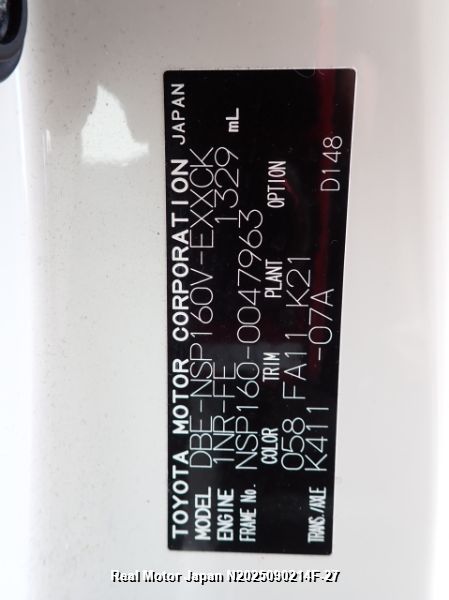 TOYOTA MOTOR CORPORATION JAPAN
MODEL DBE-NSP160V-EXXCK
ENGINE 1NR-FE 1329 mL
FRAME No. NSP160-0047963
COLOR TRIM PLANT OPTION
058 FA11 K21
TRANS./AXLE K411 -07A D148
Real Motor Japan N2025090214F-27